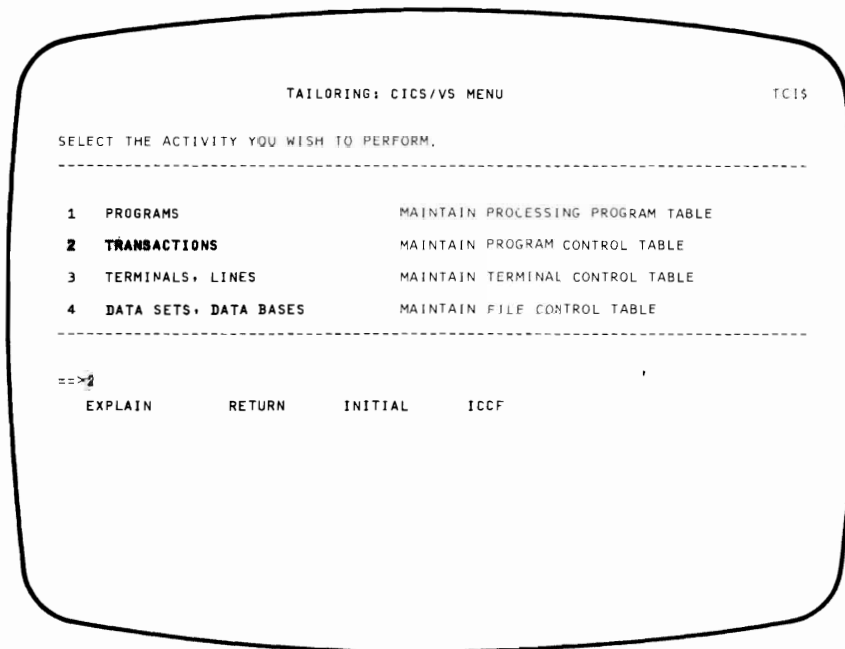 TAILORING: CICS/VS MENU TCI$
SELECT THE ACTIVITY YOU WISH TO PERFORM.
1 PROGRAMS MAINTAIN PROCESSING PROGRAM TABLE
2 TRANSACTIONS MAINTAIN PROGRAM CONTROL TABLE
3 TERMINALS, LINES MAINTAIN TERMINAL CONTROL TABLE
4 DATA SETS, DATA BASES MAINTAIN FILE CONTROL TABLE
==>2
EXPLAIN RETURN INITIAL ICCF